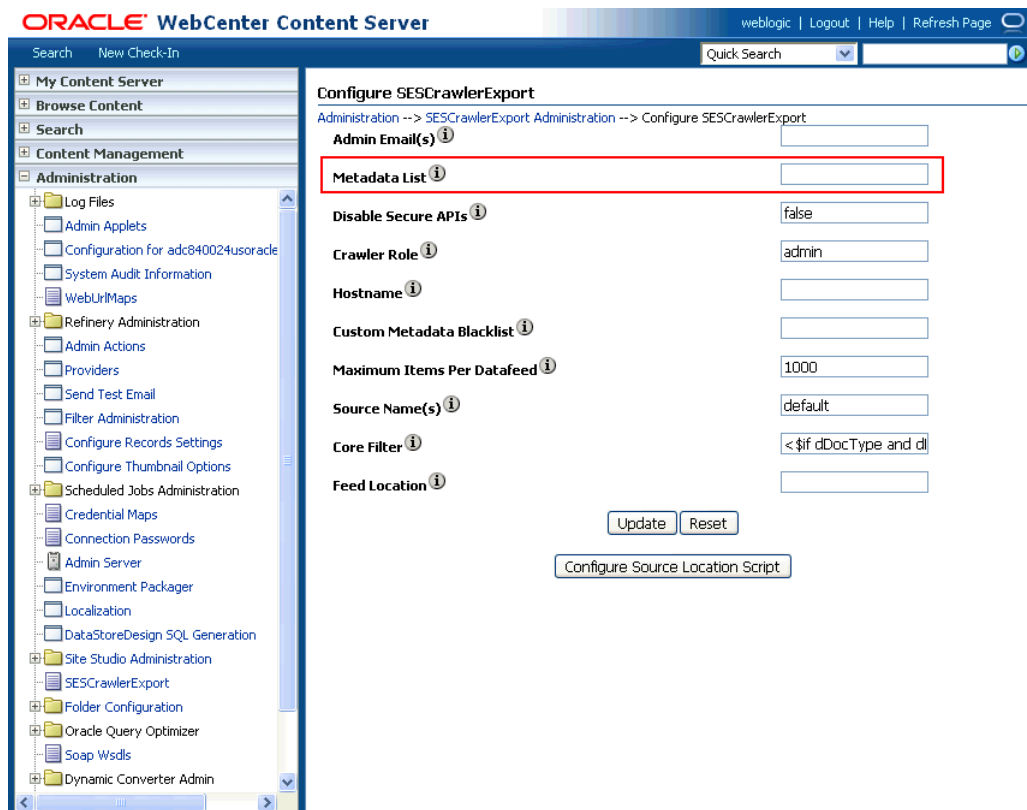 ORACLE WebCenter Content Server
weblogic | Logout | Help | Refresh Page
Search New Check-In
Quick Search
My Content Server
Browse Content
Search
Content Management
Administration
Log Files
Admin Applets
Configuration for adc840024usoracle
System Audit Information
WebUrlMaps
Refinery Administration
Admin Actions
Providers
Send Test Email
Filter Administration
Configure Records Settings
Configure Thumbnail Options
Scheduled Jobs Administration
Credential Maps
Connection Passwords
Admin Server
Environment Packager
Localization
DataStoreDesign SQL Generation
Site Studio Administration
SESCrawlerExport
Folder Configuration
Oracle Query Optimizer
Soap Wsdls
Dynamic Converter Admin
Configure SESCrawlerExport
Administration --> SESCrawlerExport Administration --> Configure SESCrawlerExport
Admin Email(s)
Metadata List
Disable Secure APIs false
Crawler Role admin
Hostname
Custom Metadata Blacklist
Maximum Items Per Datafeed 1000
Source Name(s) default
Core Filter <$if dDocType and
Feed Location
Update Reset
Configure Source Location Script